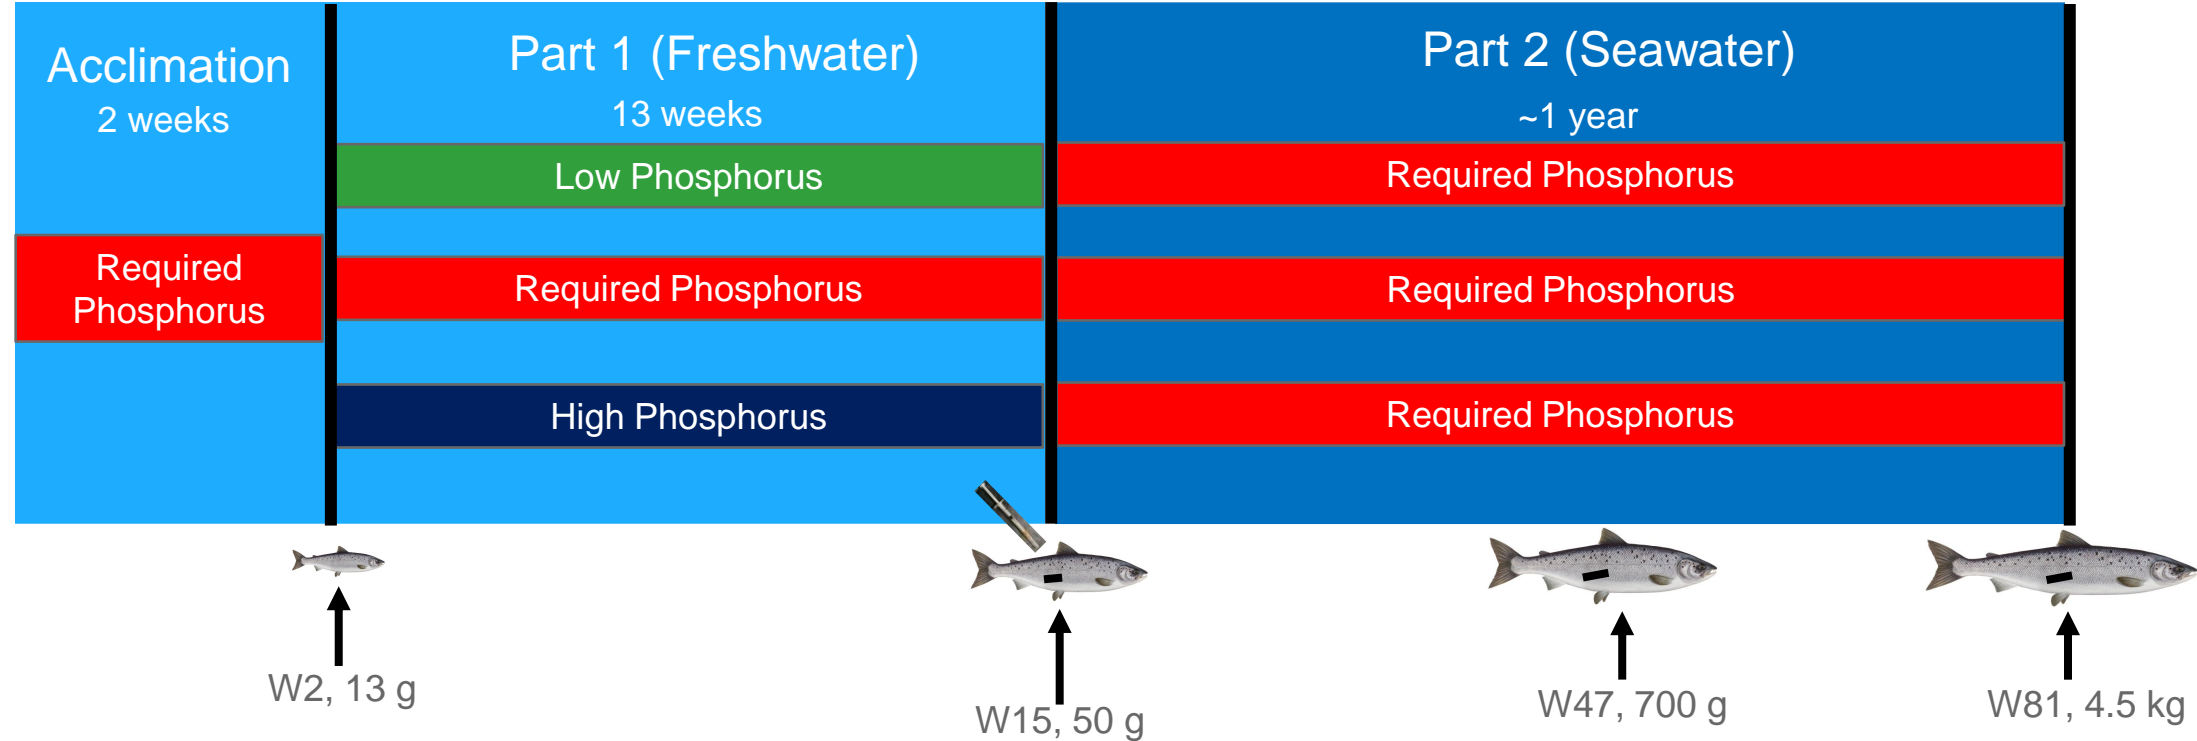 Acclimation
2 weeks
Required
Phosphorus
Part 1 (Freshwater)
13 weeks
Low Phosphorus
Required Phosphorus
High Phosphorus
Part 2 (Seawater)
~1 year
Required Phosphorus
Required Phosphorus
Required Phosphorus
W2, 13 g
W15, 50 g
W47, 700 g
W81, 4.5 kg